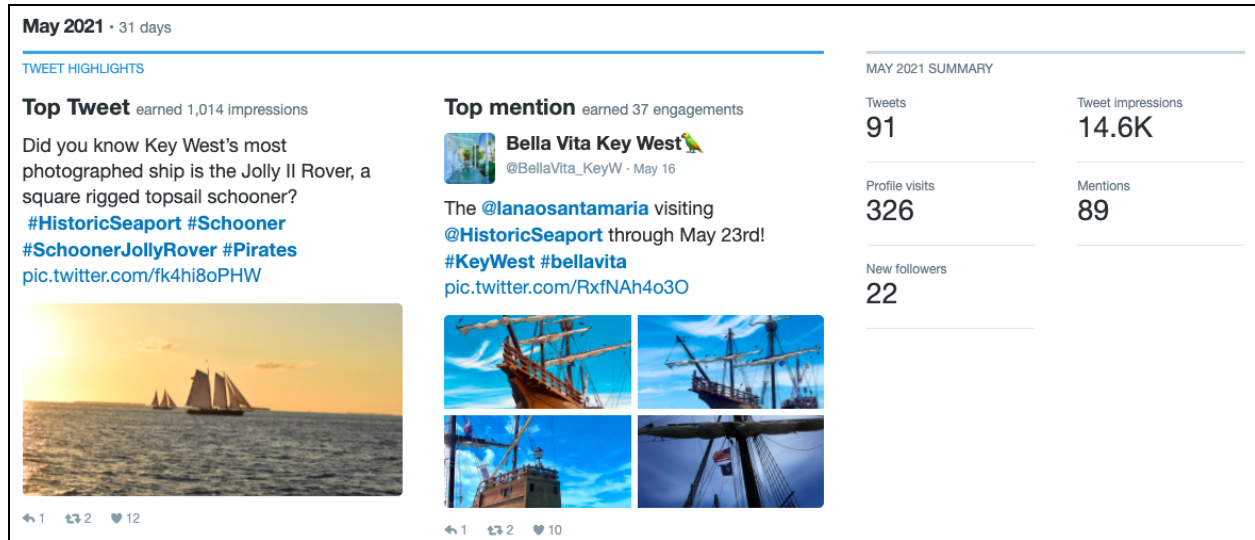 May 2021 · 31 days
TWEET HIGHLIGHTS
Top Tweet earned 1,014 impressions
Did you know Key West’s most
photographed ship is the Jolly II Rover, a
square rigged topsail schooner?
#HistoricSeaport #Schooner
#SchoonerJollyRover #Pirates
pic.twitter.com/fk4hi8oPHW
1 2 12
Top mention earned 37 engagements
Bella Vita Key West🦜
@BellaVita_KeyW · May 16
The @lanaosantamaria visiting
@HistoricSeaport through May 23rd!
#KeyWest #bellavita
pic.twitter.com/RxfNAh4o3O
1 2 10
MAY 2021 SUMMARY
Tweets
91
Tweet impressions
14.6K
Profile visits
326
Mentions
89
New followers
22